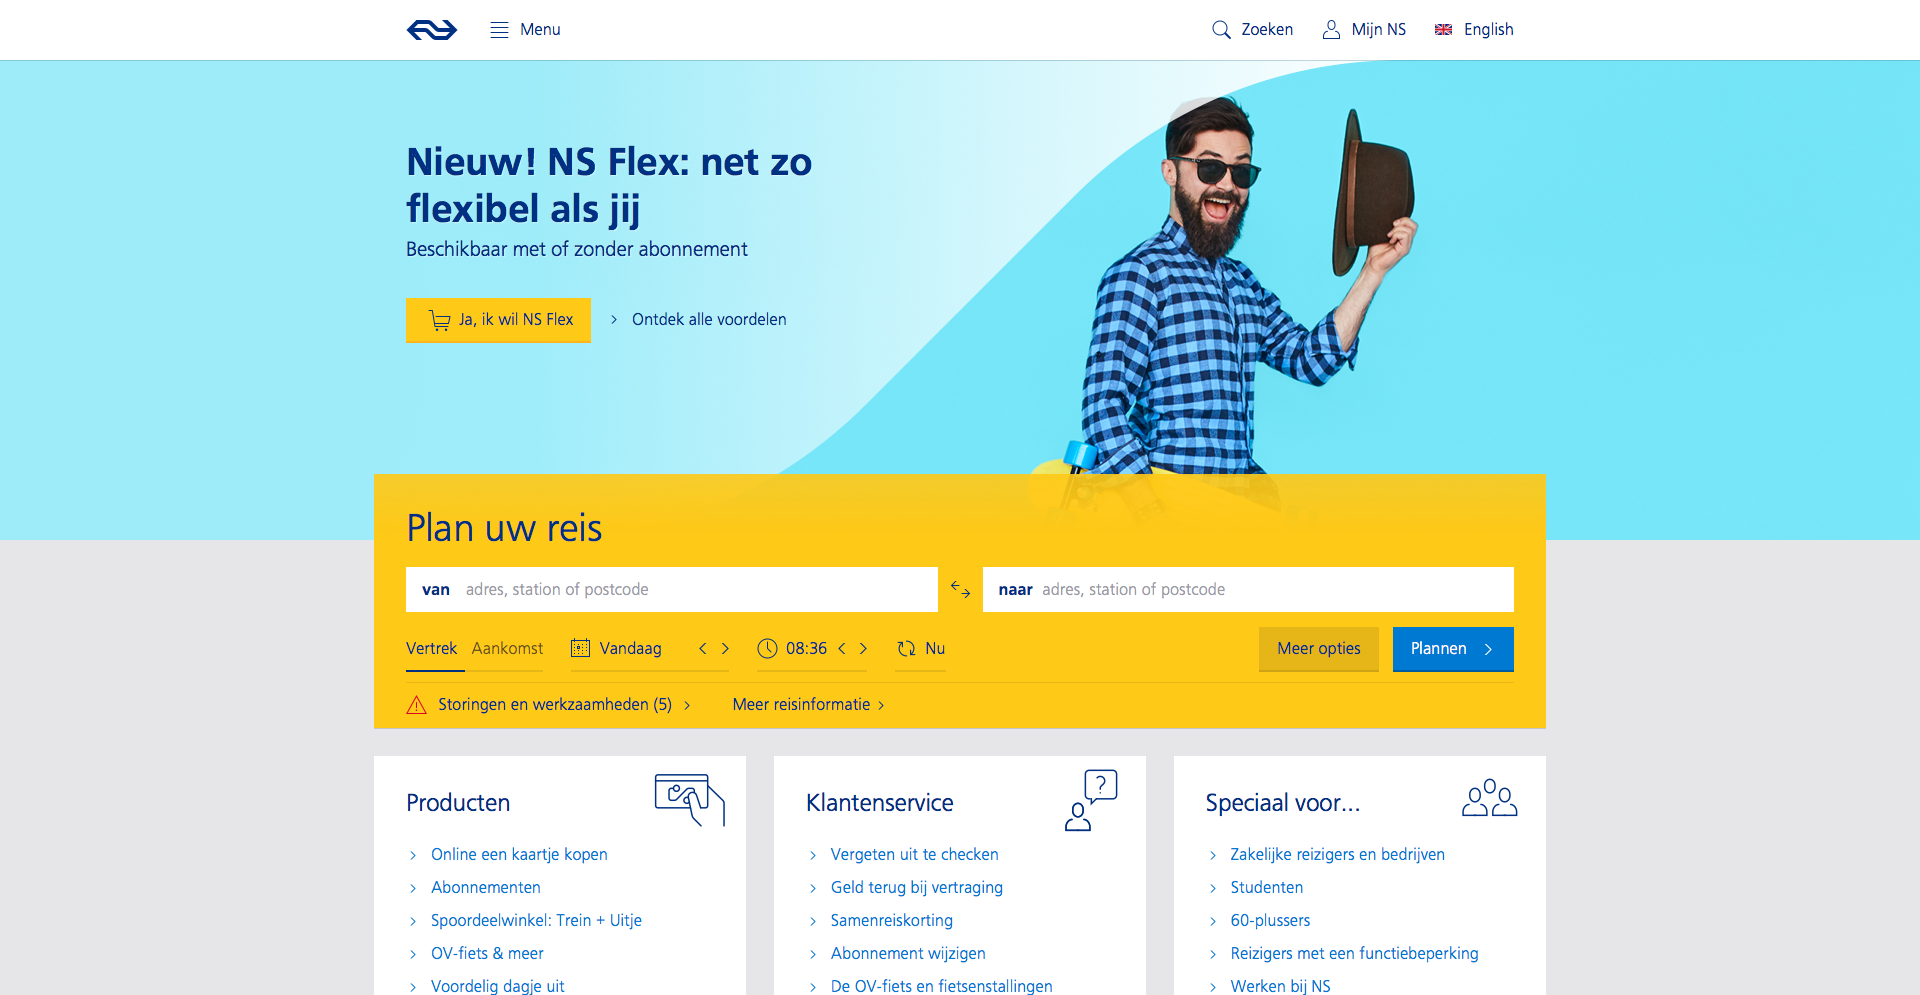 Menu
Zoeken
Mijn NS
English
Nieuw! NS Flex: net zo
flexibel als jij
Beschikbaar met of zonder abonnement
Ja, ik wil NS Flex
Ontdek alle voordelen
Plan uw reis
van adres, station of postcode
naar adres, station of postcode
Vertrek Aankomst Vandaag 08:36 Nu
Meer opties
Plannen
Storingen en werkzaamheden (5)
Meer reisinformatie
Producten
Online een kaartje kopen
Abonnementen
Spoordeelwinkel: Trein + Uitje
OV-fiets & meer
Voordelig dagje uit
Klantenservice
?
Vergeten uit te checken
Geld terug bij vertraging
Samenreiskorting
Abonnement wijzigen
De OV-fiets en fietsenstallingen
Speciaal voor...
Zakelijke reizigers en bedrijven
Studenten
60-plussers
Reizigers met een functiebeperking
Werken bij NS